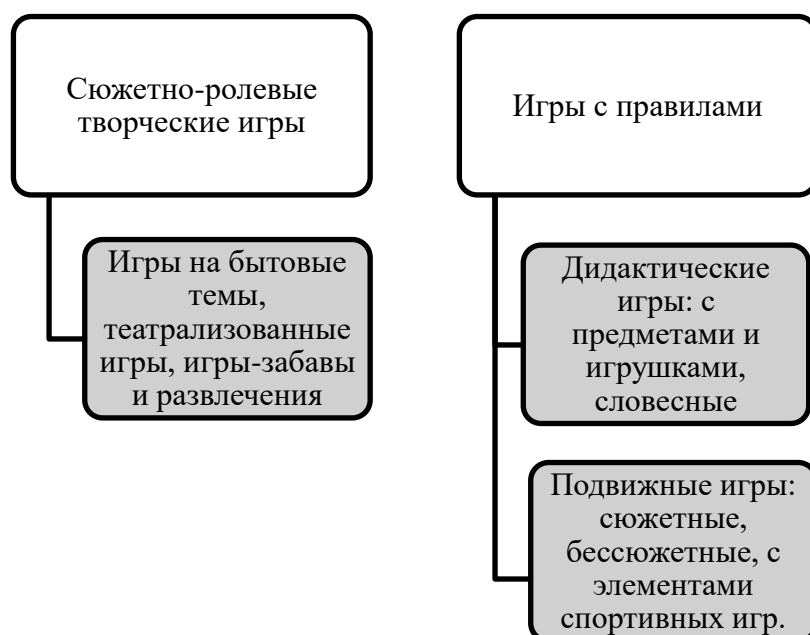 Сюжетно-ролевые
творческие игры
Игры на бытовые
темы,
театрализованные
игры, игры-забавы
и развлечения
Игры с правилами
Дидактические
игры: с
предметами и
игрушками,
словесные
Подвижные игры:
сюжетные,
бессюжетные, с
элементами
спортивных игр.